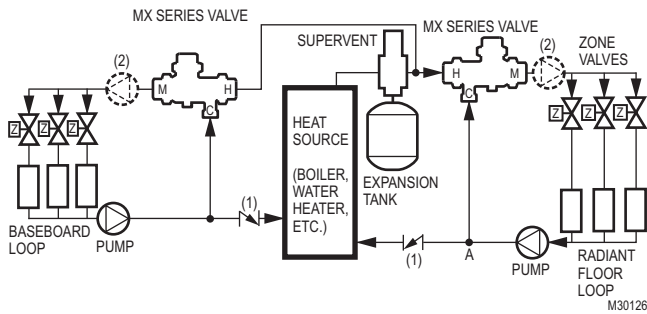 MX SERIES VALVE
MX SERIES VALVE
SUPERVENT
(2)
(2)
ZONE
VALVES
M
H
C
H
M
C
Z
Z
Z
Z
Z
Z
HEAT
SOURCE
(BOILER,
WATER
HEATER,
ETC.)
EXPANSION
TANK
(1)
(1)
A
BASEBOARD
LOOP
PUMP
PUMP
RADIANT
FLOOR
LOOP
M30126